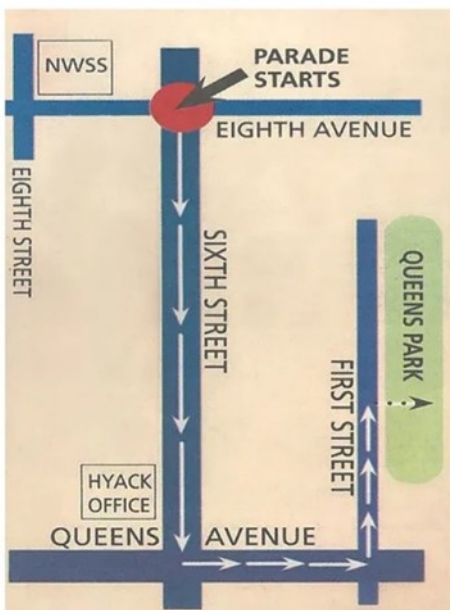 NWSS
PARADE
STARTS
EIGHTH AVENUE
EIGHTH STREET
SIXTH STREET
QUEENS PARK
FIRST STREET
HYACK
OFFICE
QUEENS AVENUE